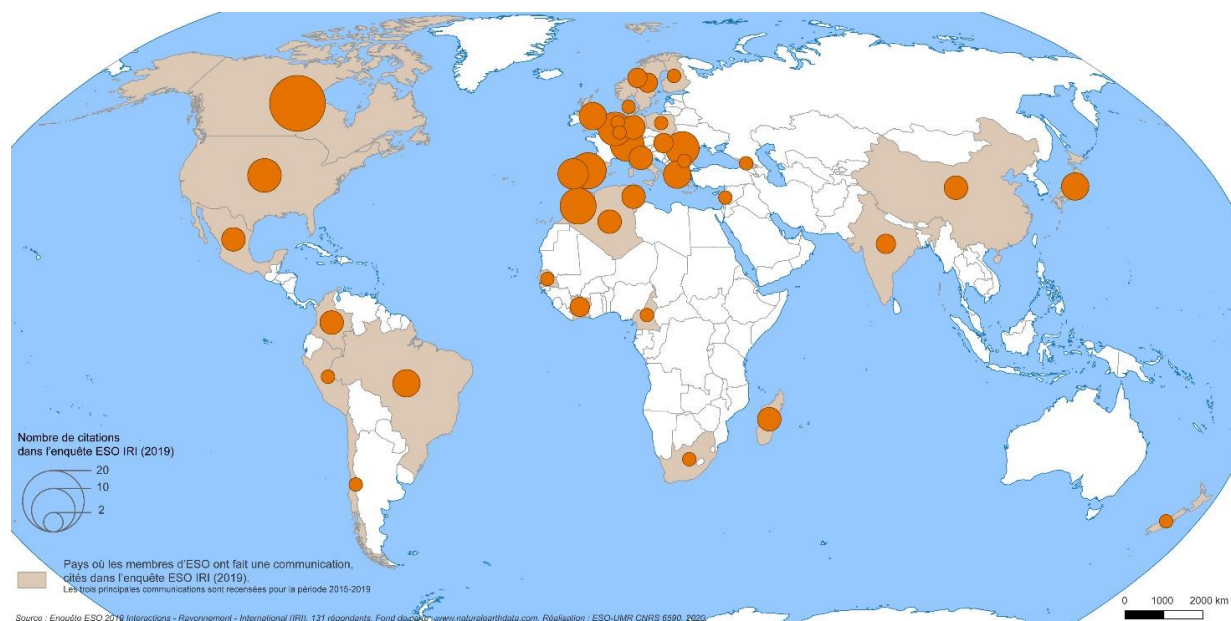 Nombre de citations
dans l'enquête ESO IRI (2019)
20
10
2
Pays où les membres d'ESO ont fait une communication,
cités dans l'enquête ESO IRI (2019).
Les trois principales communications sont recensées pour la période 2015-2019
0 1000 2000 km
Source : Enquête ESO 2019 Interactions - Rayonnement - International (IRI), 131 répondants. Fond de carte : www.naturalearthdata.com. Réalisation : ESO-UMR CNRS 6590, 2020.